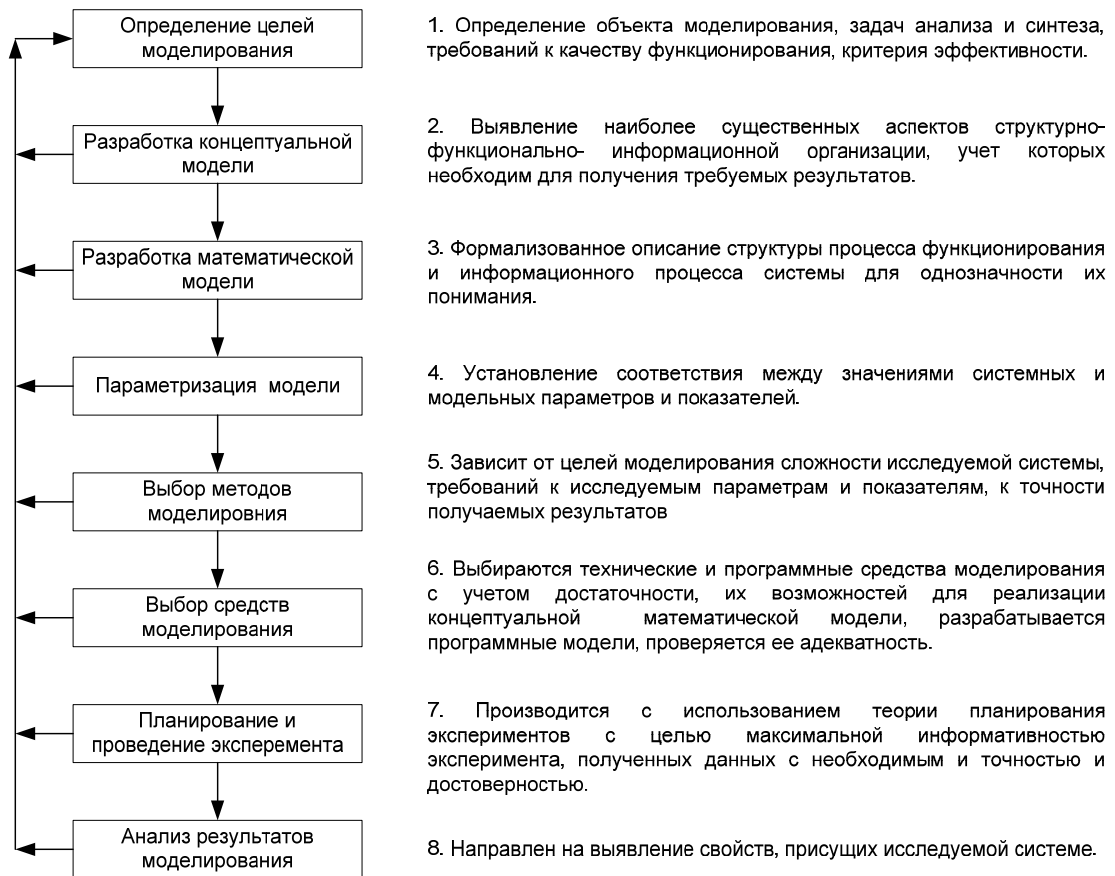 Определение целей
моделирования
1. Определение объекта моделирования, задач анализа и синтеза,
требований к качеству функционирования, критерия эффективности.
Разработка концептуальной
модели
2. Выявление наиболее существенных аспектов структурно-
функционально- информационной организации, учет которых
необходим для получения требуемых результатов.
Разработка математической
модели
3. Формализованное описание структуры процесса функционирования
и информационного процесса системы для однозначности их
понимания.
Параметризация модели
4. Установление соответствия между значениями системных и
модельных параметров и показателей.
Выбор методов
моделировния
5. Зависит от целей моделирования сложности исследуемой системы,
требований к исследуемым параметрам и показателям, к точности
получаемых результатов
Выбор средств
моделирования
6. Выбираются технические и программные средства моделирования
с учетом достаточности, их возможностей для реализации
концептуальной математической модели, разрабатывается
программные модели, проверяется ее адекватность.
Планирование и
проведение эксперемента
7. Производится с использованием теории планирования
экспериментов с целью максимальной информативностью
эксперимента, полученных данных с необходимым и точностью и
достоверностью.
Анализ результатов
моделирования
8. Направлен на выявление свойств, присущих исследуемой системе.